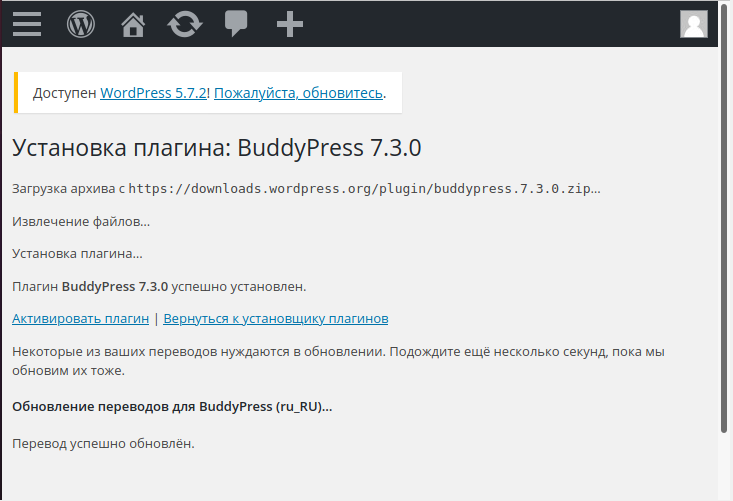 Доступен WordPress 5.7.2! Пожалуйста, обновитесь.
Установка плагина: BuddyPress 7.3.0
Загрузка архива с https://downloads.wordpress.org/plugin/buddypress.7.3.0.zip…
Извлечение файлов…
Установка плагина…
Плагин BuddyPress 7.3.0 успешно установлен.
Активировать плагин | Вернуться к установщику плагинов
Некоторые из ваших переводов нуждаются в обновлении. Подождите ещё несколько секунд, пока мы
обновим их тоже.
Обновление переводов для BuddyPress (ru_RU)…
Перевод успешно обновлён.